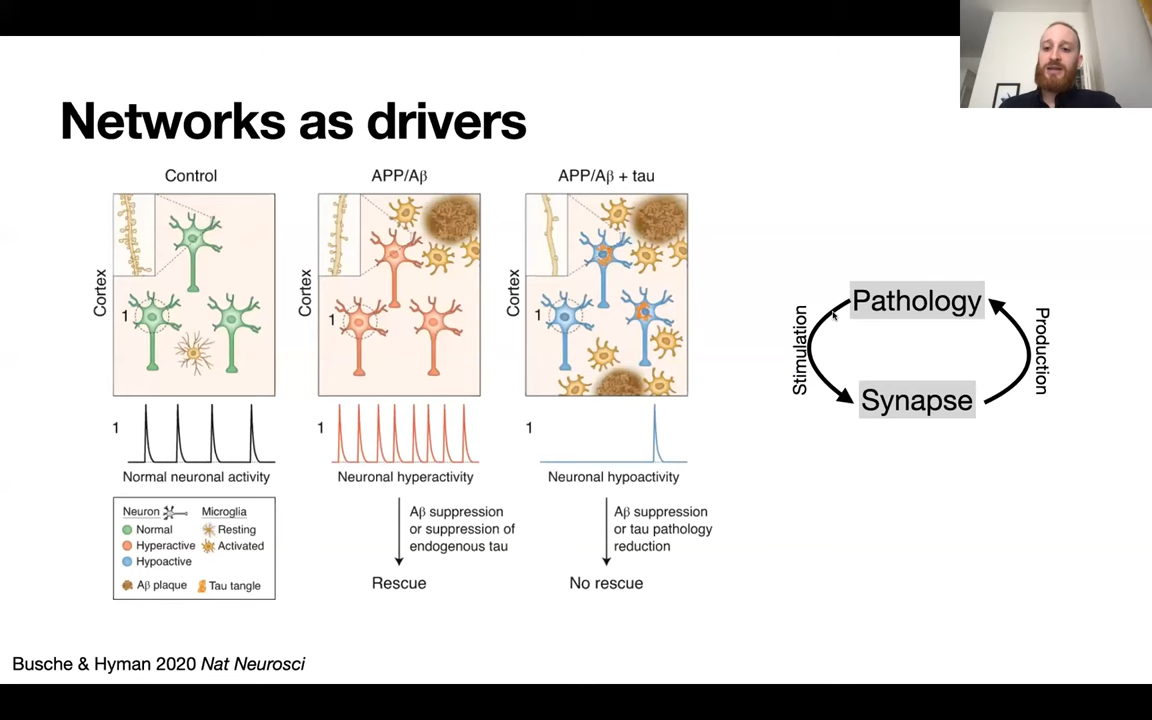 Networks as drivers
Control
APP/Aβ
APP/Aβ + tau
Cortex
1
Cortex
1
Cortex
1
1
1
1
Normal neuronal activity
Neuronal hyperactivity
Neuronal hypoactivity
Neuron
Microglia
Normal
Resting
Hyperactive
Activated
Hypoactive
Aβ plaque
Tau tangle
Aβ suppression
or suppression of
endogenous tau
Rescue
Aβ suppression
or tau pathology
reduction
No rescue
Stimulation
Pathology
Synapse
Production
Busche & Hyman 2020 Nat Neurosci